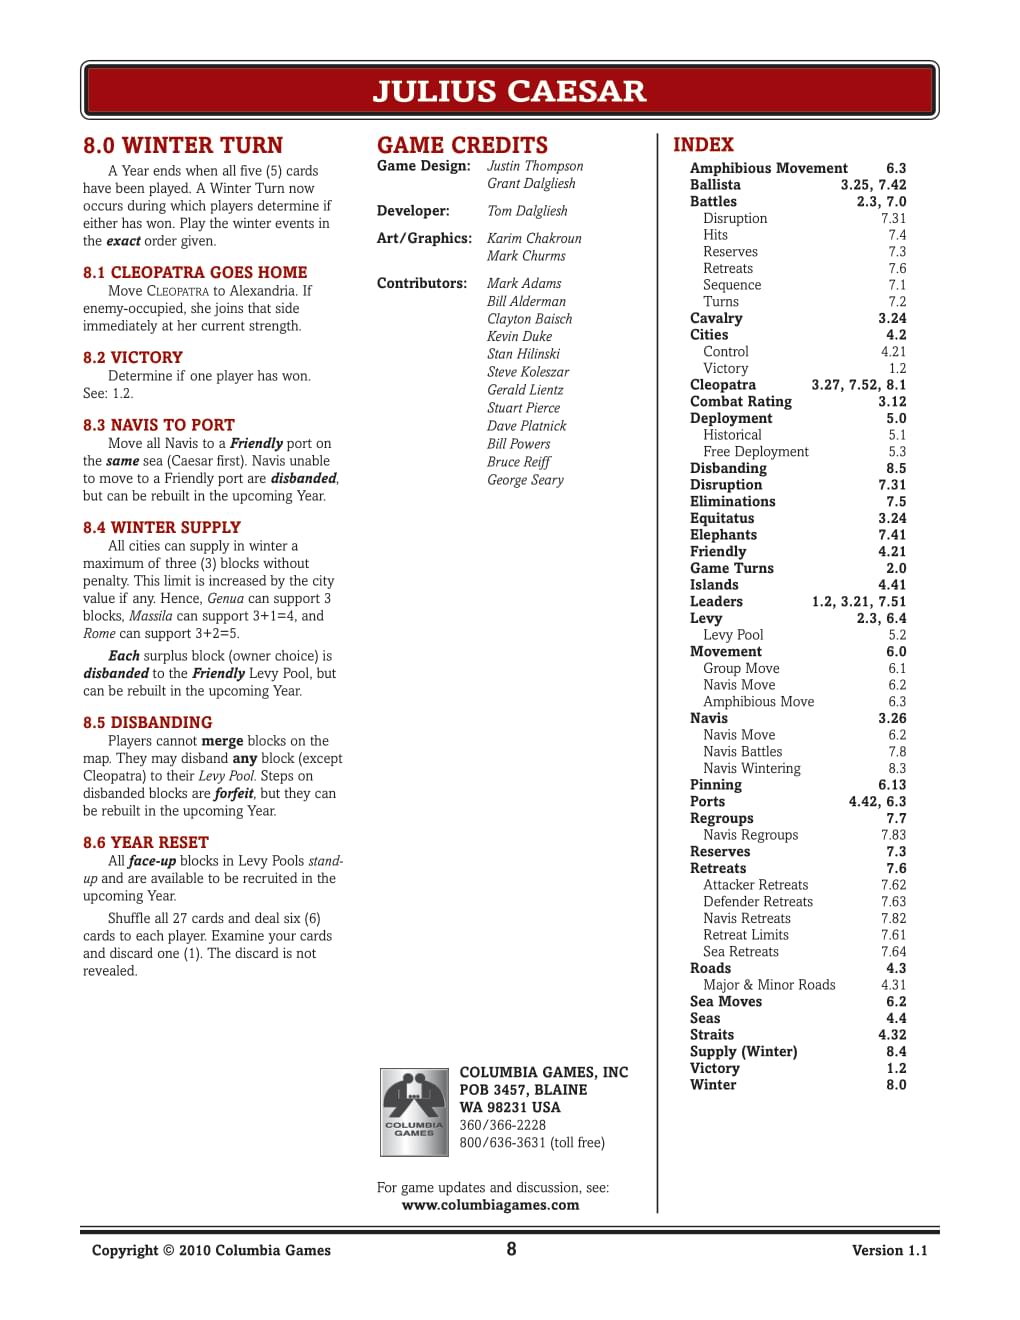 JULIUS CAESAR
8.0 WINTER TURN
A Year ends when all five (5) cards
have been played. A Winter Turn now
occurs during which players determine if
either has won. Play the winter events in
the exact order given.
8.1 CLEOPATRA GOES HOME
Move CLEOPATRA to Alexandria. If
enemy-occupied, she joins that side
immediately at her current strength.
8.2 VICTORY
Determine if one player has won.
See: 1.2.
8.3 NAVIS TO PORT
Move all Navis to a Friendly port on
the same sea (Caesar first). Navis unable
to move to a Friendly port are disbanded,
but can be rebuilt in the upcoming Year.
8.4 WINTER SUPPLY
All cities can supply in winter a
maximum of three (3) blocks without
penalty. This limit is increased by the city
value if any. Hence, Genua can support 3
blocks, Massila can support 3+1=4, and
Rome can support 3+2=5.
Each surplus block (owner choice) is
disbanded to the Friendly Levy Pool, but
can be rebuilt in the upcoming Year.
8.5 DISBANDING
Players cannot merge blocks on the
map. They may disband any block (except
Cleopatra) to their Levy Pool. Steps on
disbanded blocks are forfeit, but they can
be rebuilt in the upcoming Year.
8.6 YEAR RESET
All face-up blocks in Levy Pools stand-
up and are available to be recruited in the
upcoming Year.
Shuffle all 27 cards and deal six (6)
cards to each player. Examine your cards
and discard one (1). The discard is not
revealed.
GAME CREDITS
Game Design: Justin Thompson
Grant Dalgliesh
Developer: Tom Dalgliesh
Art/Graphics: Karim Chakroun
Mark Churms
Contributors: Mark Adams
Bill Alderman
Clayton Baisch
Kevin Duke
Stan Hilinski
Steve Koleszar
Gerald Lientz
Stuart Pierce
Dave Platnick
Bill Powers
Bruce Reiff
George Seary
COLUMBIA
GAMES
COLUMBIA GAMES, INC
POB 3457, BLAINE
WA 98231 USA
360/366-2228
800/636-3631 (toll free)
For game updates and discussion, see:
www.columbiagames.com
INDEX
Amphibious Movement 6.3
Ballista 3.25, 7.42
Battles 2.3, 7.0
Disruption 7.31
Hits 7.4
Reserves 7.3
Retreats 7.6
Sequence 7.1
Turns 7.2
Cavalry 3.24
Cities 4.2
Control 4.21
Victory 1.2
Cleopatra 3.27, 7.52, 8.1
Combat Rating 3.12
Deployment 5.0
Historical 5.1
Free Deployment 5.3
Disbanding 8.5
Disruption 7.31
Eliminations 7.5
Equitatus 3.24
Elephants 7.41
Friendly 4.21
Game Turns 2.0
Islands 4.41
Leaders 1.2, 3.21, 7.51
Levy 2.3, 6.4
Levy Pool 5.2
Movement 6.0
Group Move 6.1
Navis Move 6.2
Amphibious Move 6.3
Navis 3.26
Navis Move 6.2
Navis Battles 7.8
Navis Wintering 8.3
Pinning 6.13
Ports 4.42, 6.3
Regroups 7.7
Navis Regroups 7.83
Reserves 7.3
Retreats 7.6
Attacker Retreats 7.62
Defender Retreats 7.63
Navis Retreats 7.82
Retreat Limits 7.61
Sea Retreats 7.64
Roads 4.3
Major & Minor Roads 4.31
Sea Moves 6.2
Seas 4.4
Straits 4.32
Supply (Winter) 8.4
Victory 1.2
Winter 8.0
Copyright © 2010 Columbia Games 8 Version 1.1